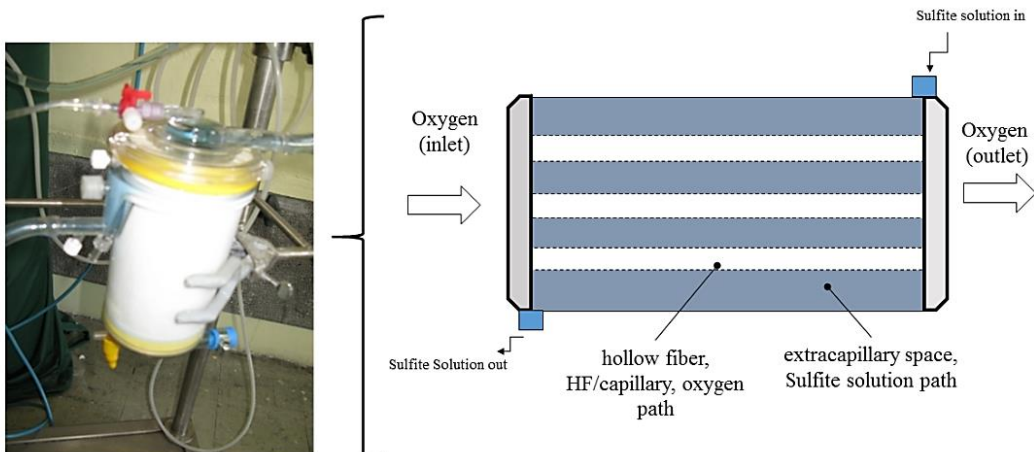 Sulfite solution in
Oxygen
(inlet)
Oxygen
(outlet)
Sulfite Solution out
hollow fiber,
HF/capillary, oxygen
path
extracapillary space,
Sulfite solution path